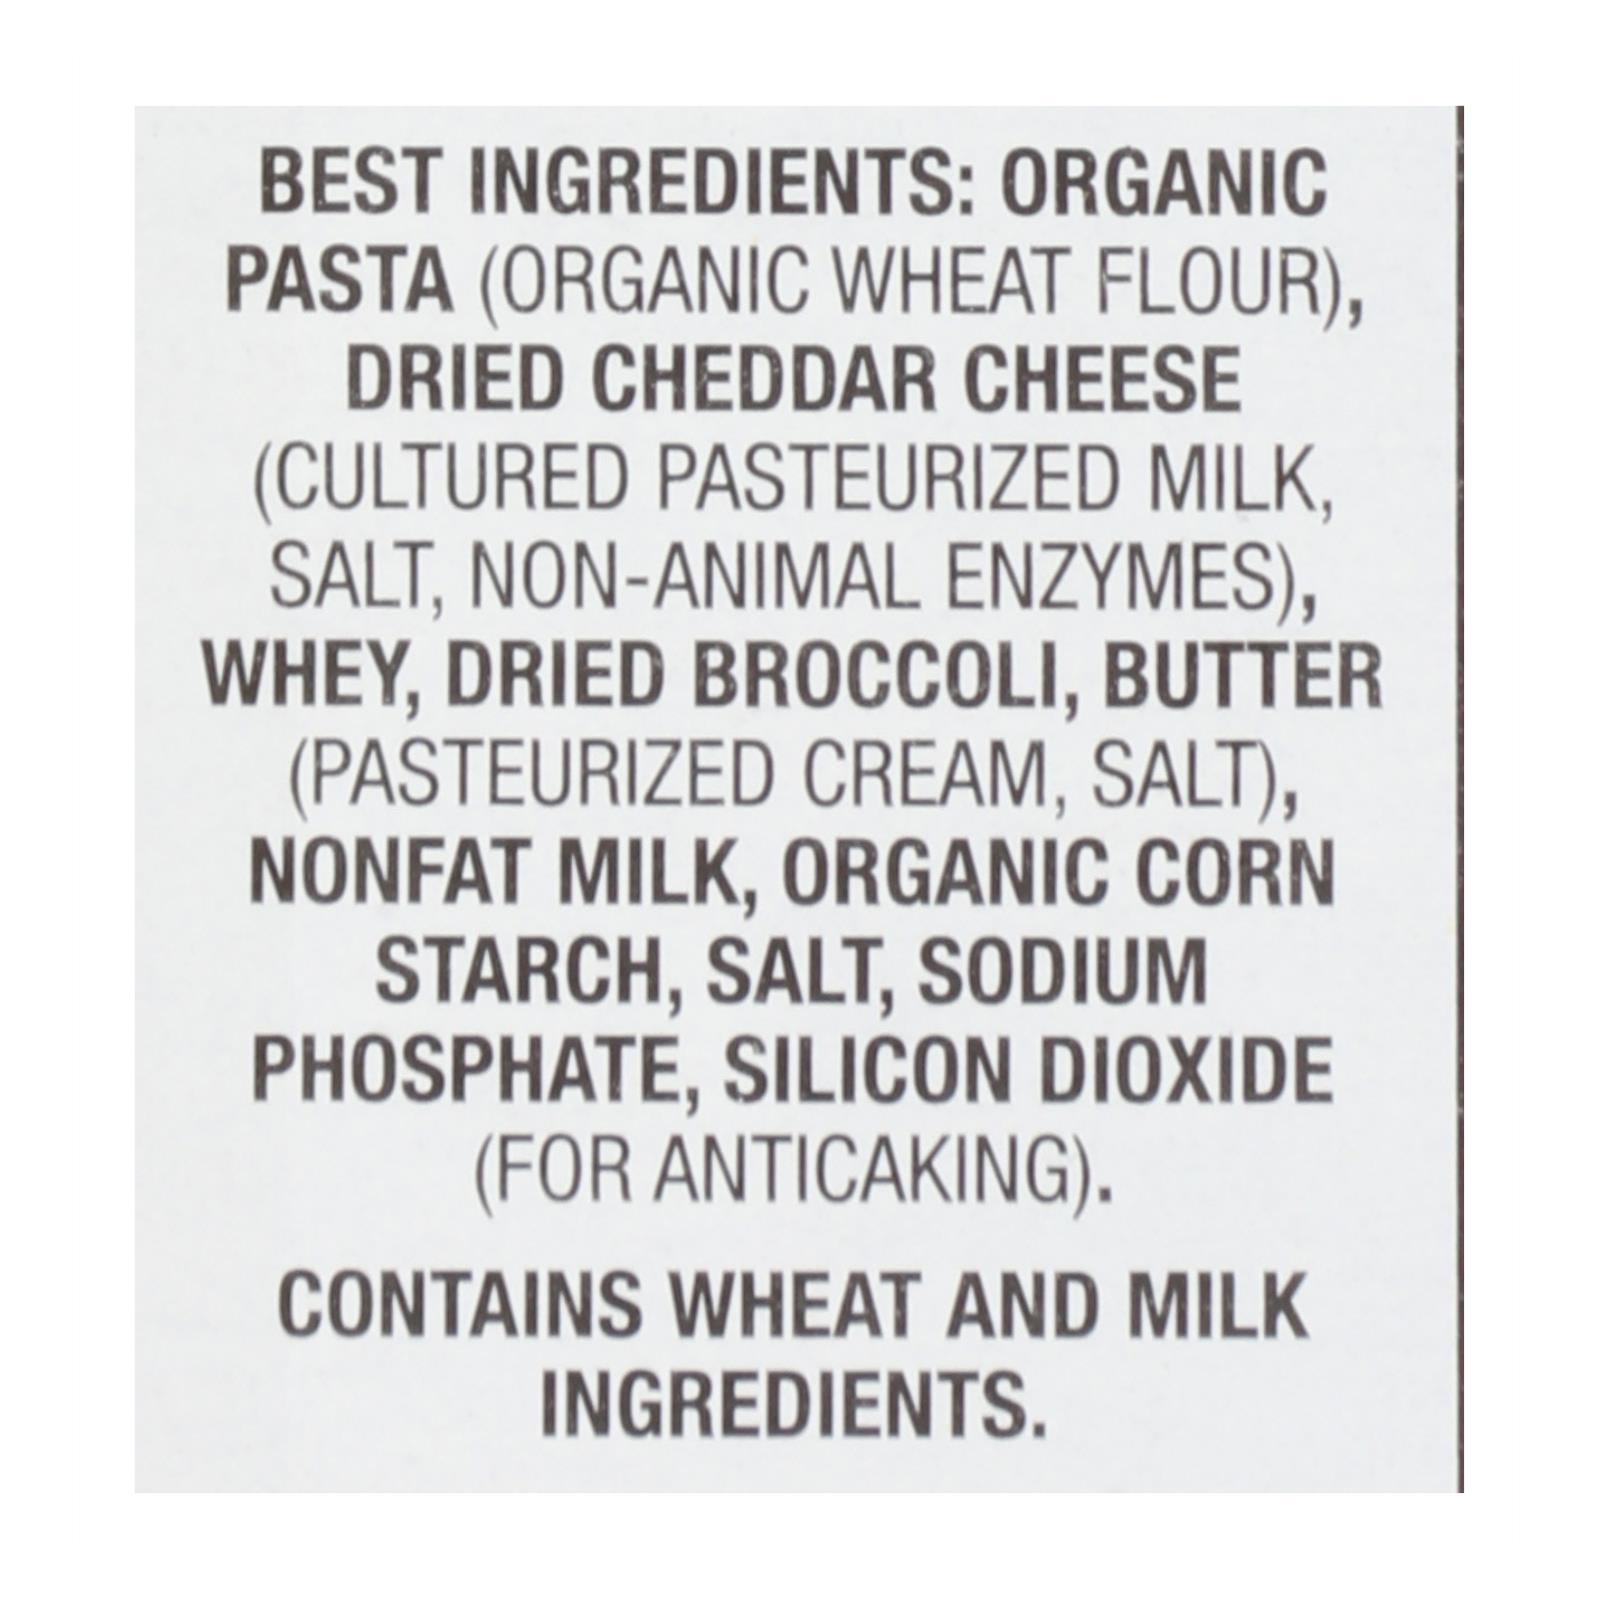 BEST INGREDIENTS: ORGANIC
PASTA (ORGANIC WHEAT FLOUR),
DRIED CHEDDAR CHEESE
(CULTURED PASTEURIZED MILK,
SALT, NON-ANIMAL ENZYMES),
WHEY, DRIED BROCCOLI, BUTTER
(PASTEURIZED CREAM, SALT),
NONFAT MILK, ORGANIC CORN
STARCH, SALT, SODIUM
PHOSPHATE, SILICON DIOXIDE
(FOR ANTICAKING).
CONTAINS WHEAT AND MILK
INGREDIENTS.